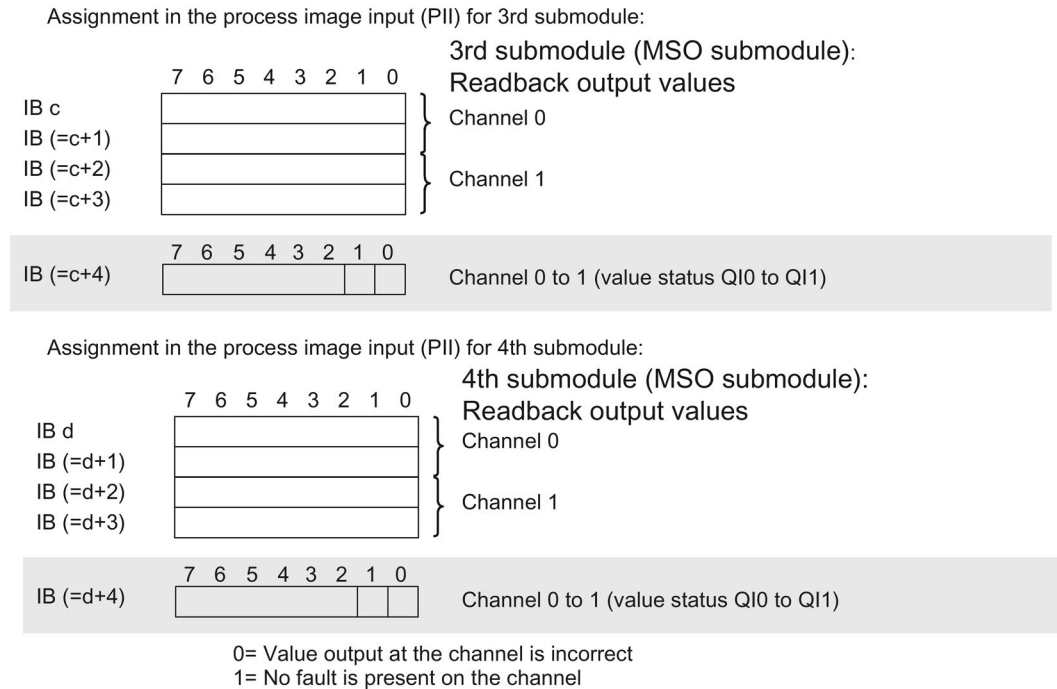 Assignment in the process image input (PII) for 3rd submodule:
3rd submodule (MSO submodule):
7 6 5 4 3 2 1 0 Readback output values
IB c
Channel 0
IB (=c+1)
IB (=c+2)
Channel 1
IB (=c+3)
7 6 5 4 3 2 1 0
IB (=c+4) Channel 0 to 1 (value status QI0 to QI1)
Assignment in the process image input (PII) for 4th submodule:
4th submodule (MSO submodule):
7 6 5 4 3 2 1 0 Readback output values
IB d Channel 0
IB (=d+1)
IB (=d+2)
Channel 1
IB (=d+3)
7 6 5 4 3 2 1 0
IB (=d+4) Channel 0 to 1 (value status QI0 to QI1)
0= Value output at the channel is incorrect
1= No fault is present on the channel